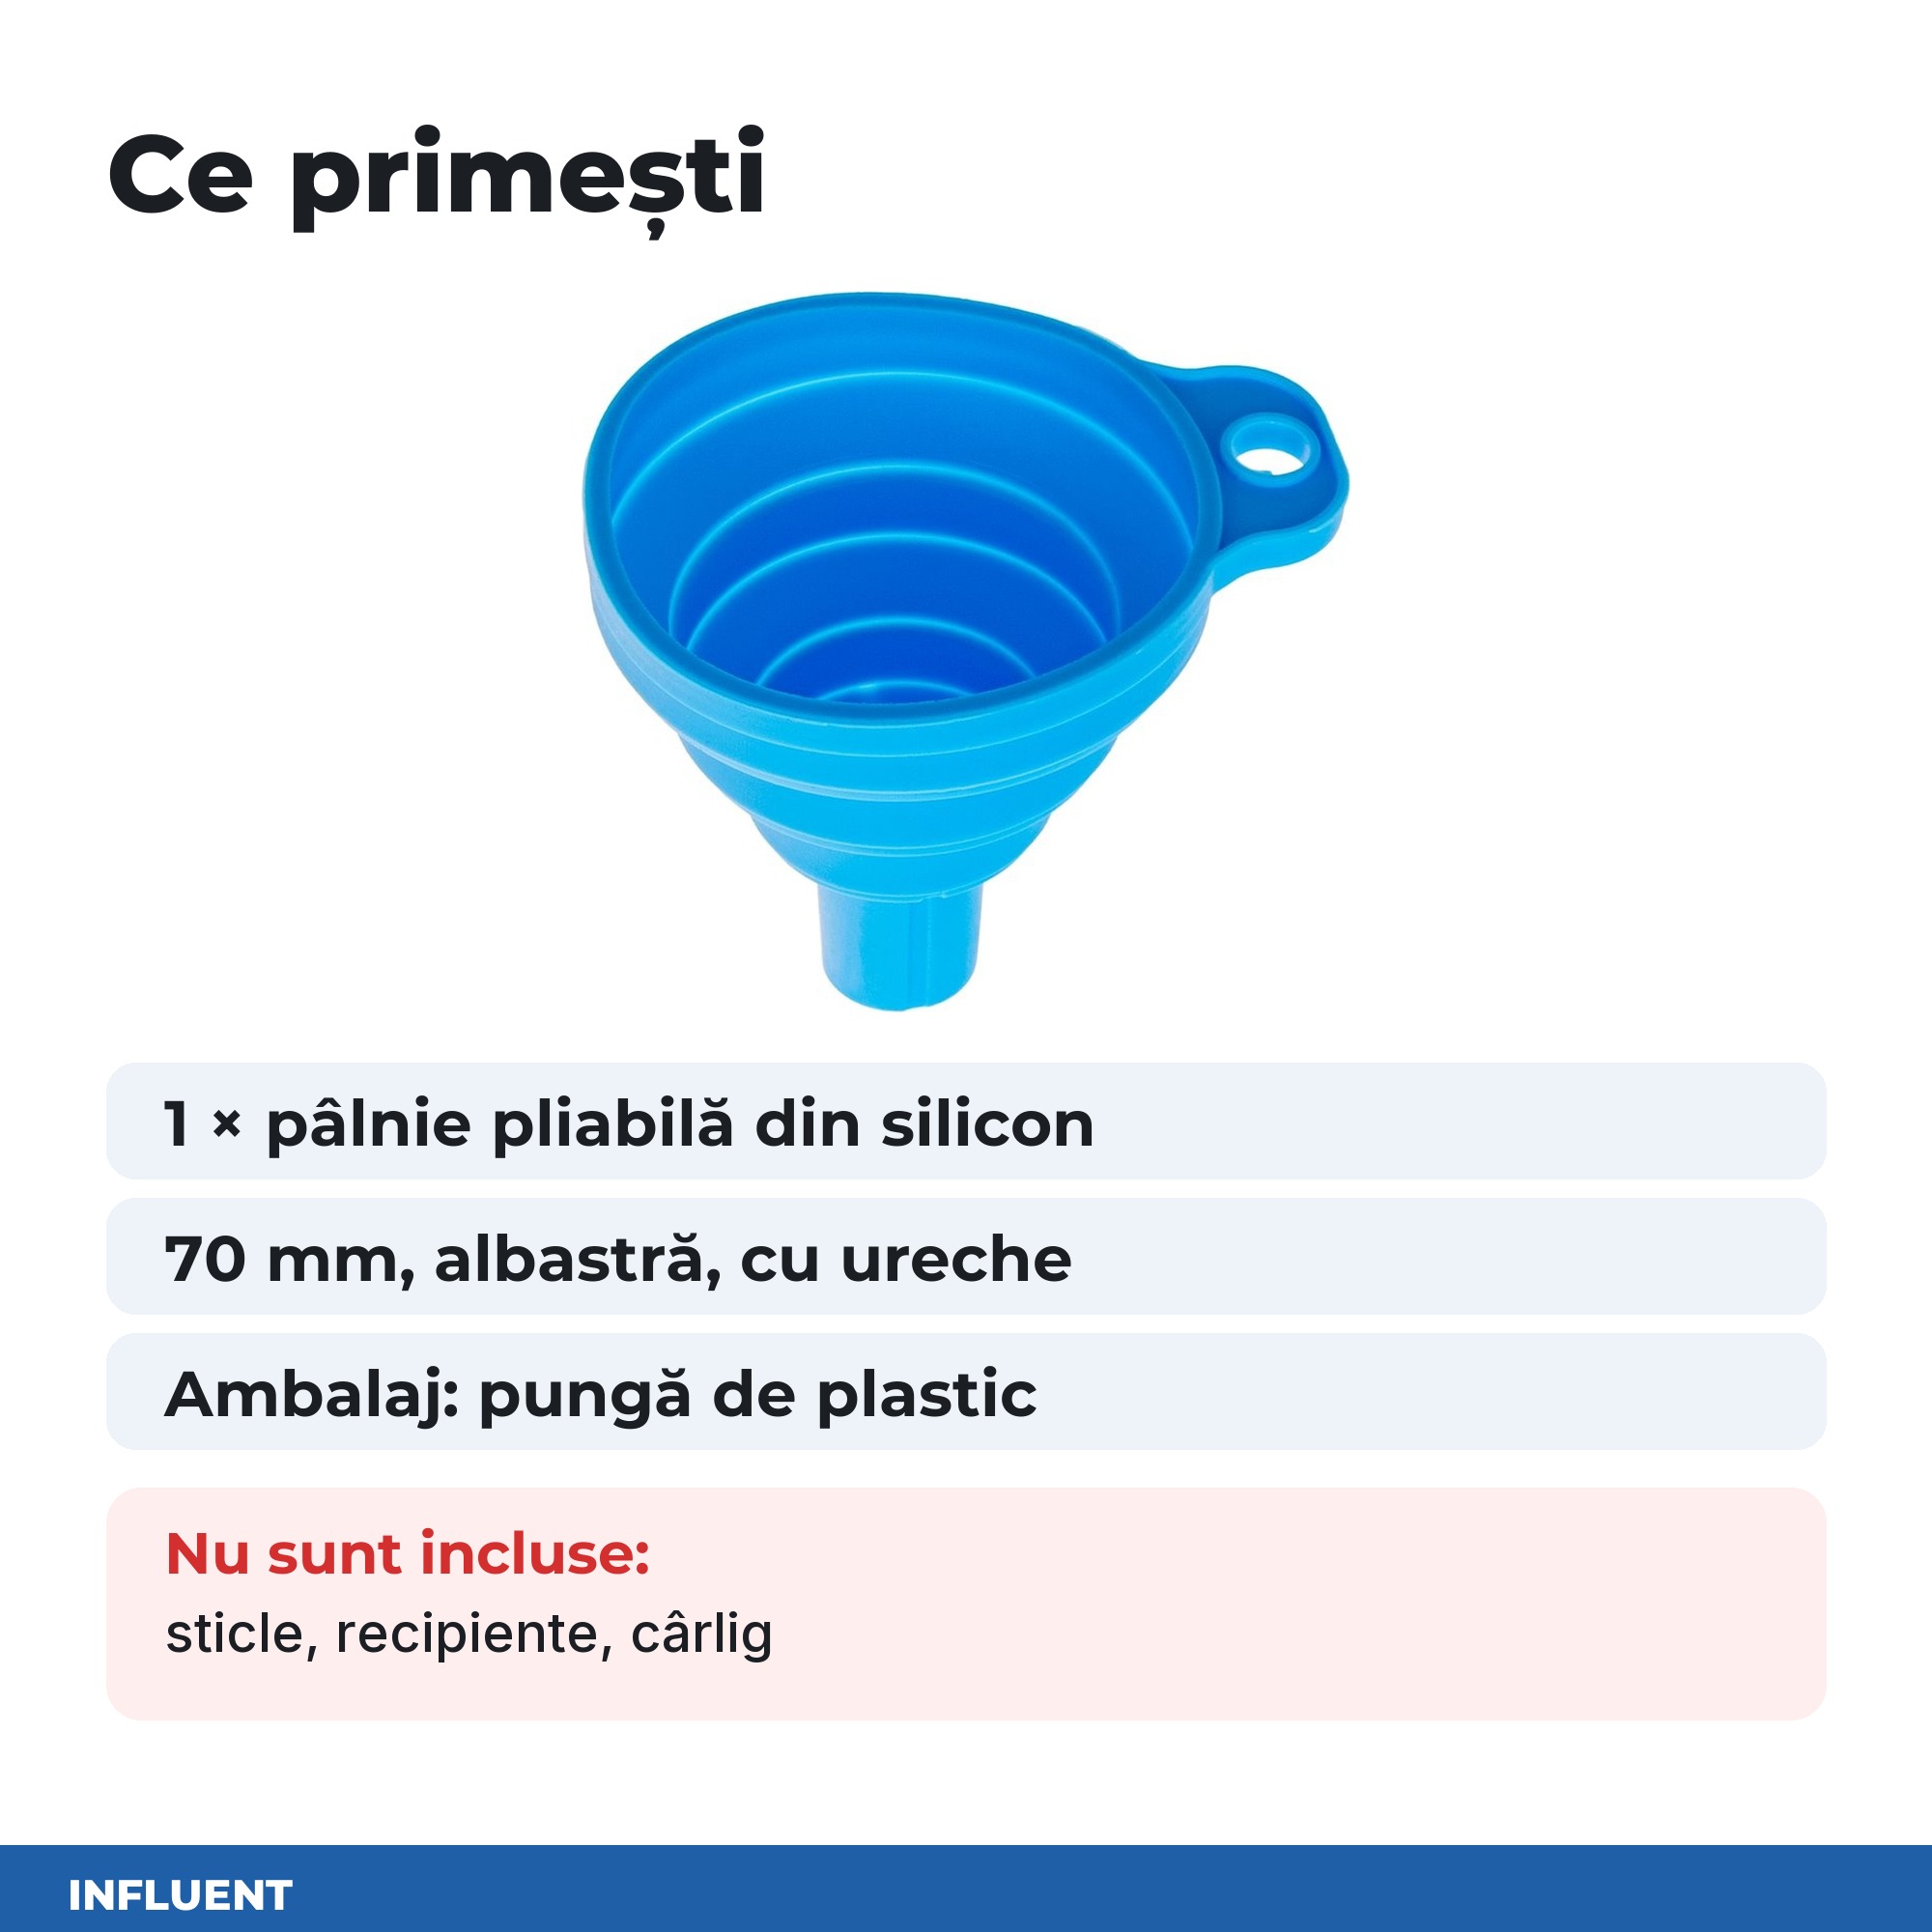 Ce primești
1 × pâlnie pliabilă din silicon
70 mm, albastră, cu ureche
Ambalaj: pungă de plastic
Nu sunt incluse:
sticle, recipiente, cârlig
INFLUENT